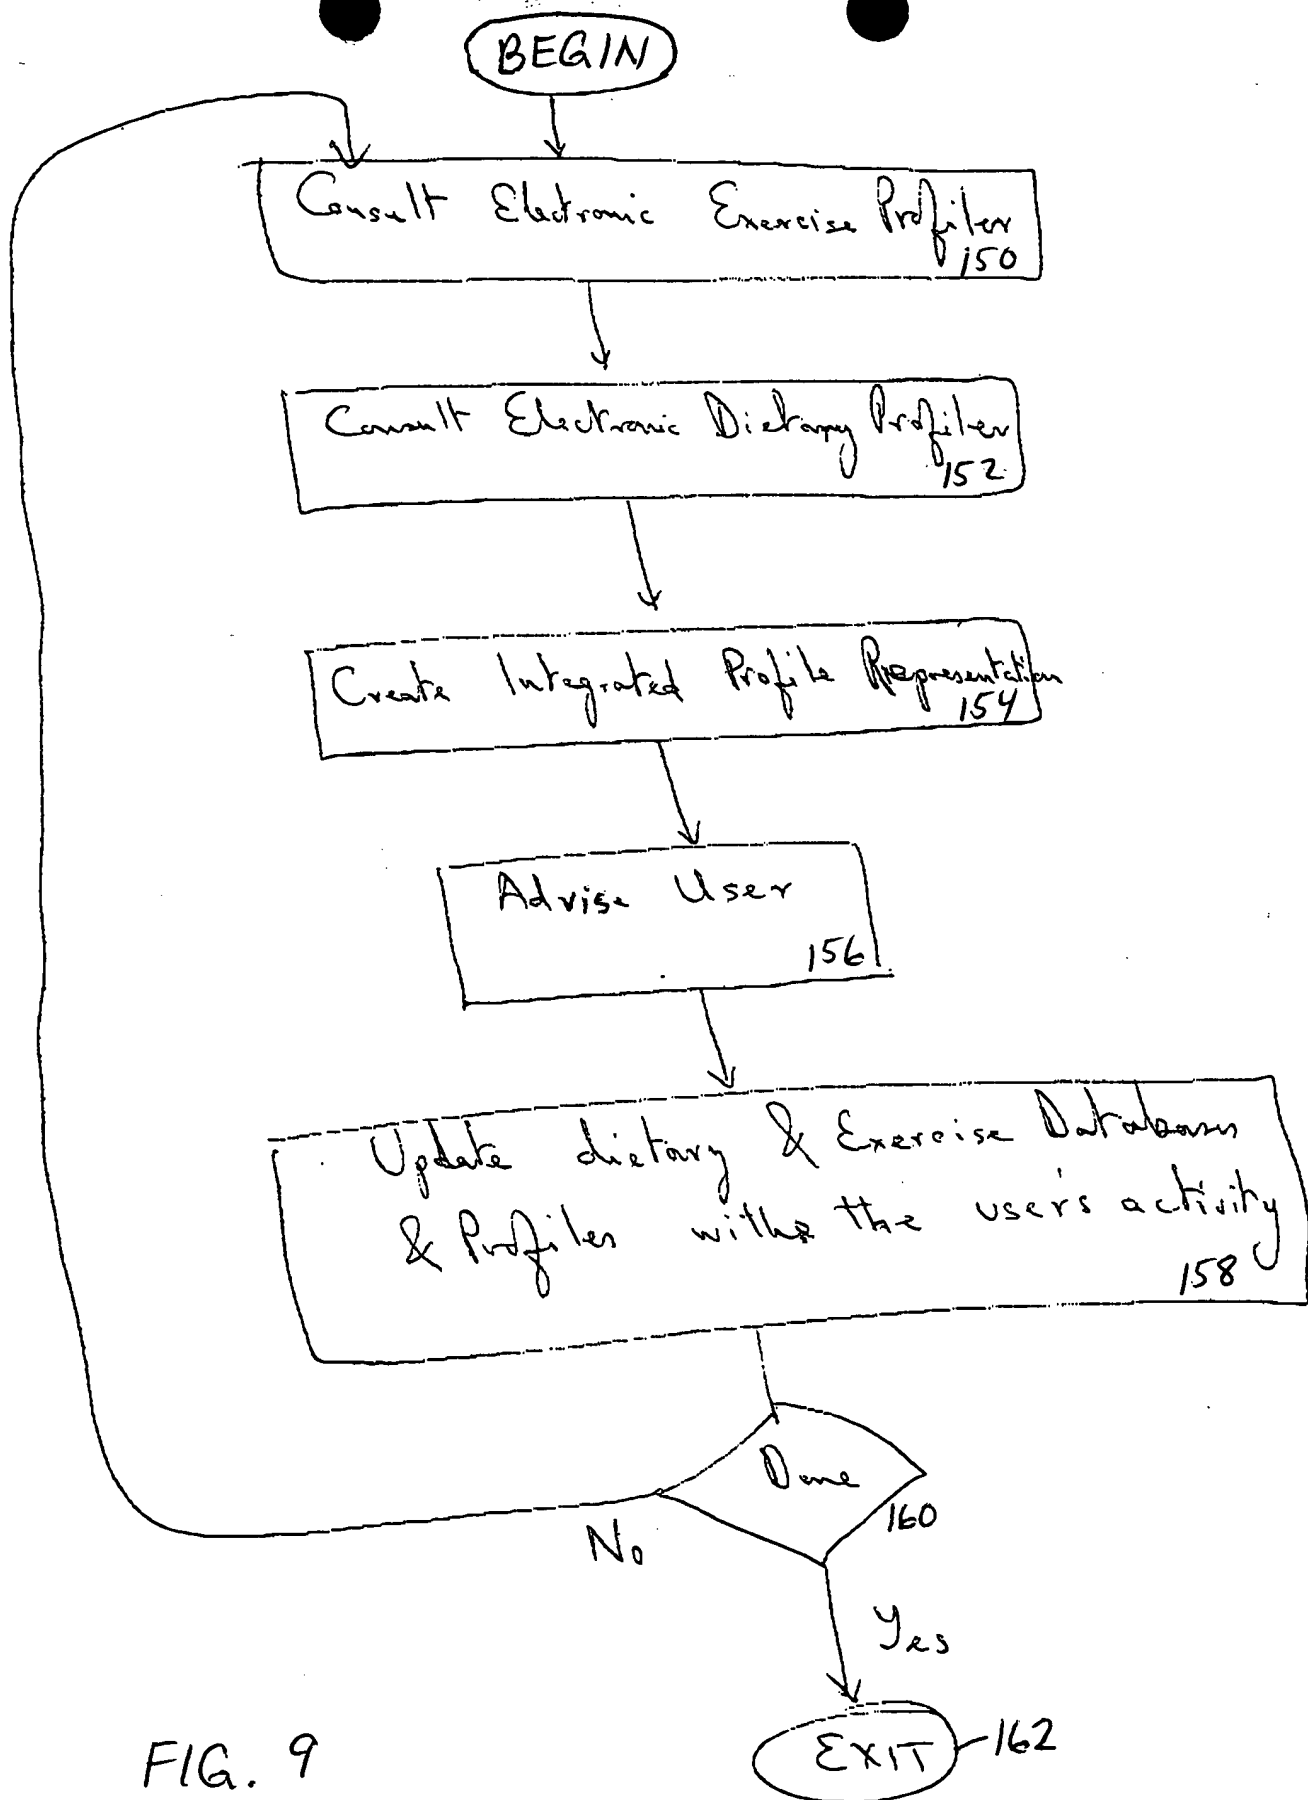 BEGIN
Consult Electronic Exercise Profiler
150
Consult Electronic Dietary Profiler
152
Create Integrated Profile Representation
154
Advise User
156
Update dietary & Exercise Databases
& Profiles with the user's activity
158
Done
160
No
Yes
EXIT
162
FIG. 9